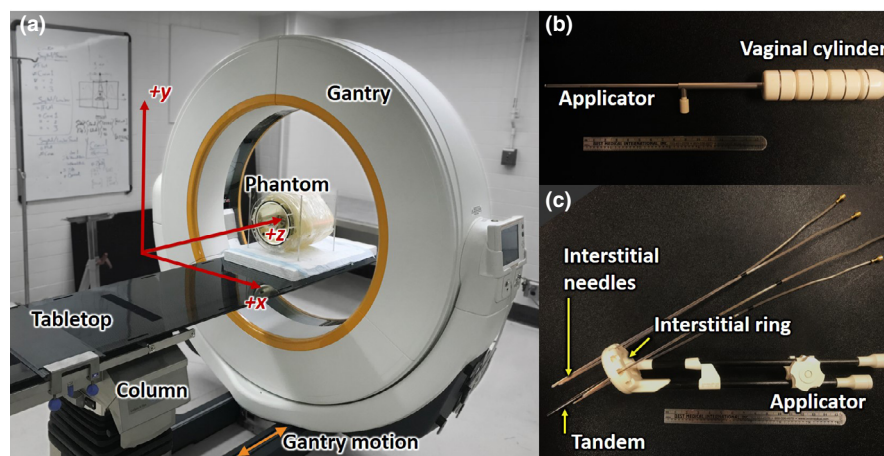 (a)
+y
Gantry
Phantom
+z
+x
Tabletop
Column
Gantry motion
(b)
Vaginal cylinder
Applicator
(c)
Interstitial
needles
Interstitial ring
Applicator
Tandem